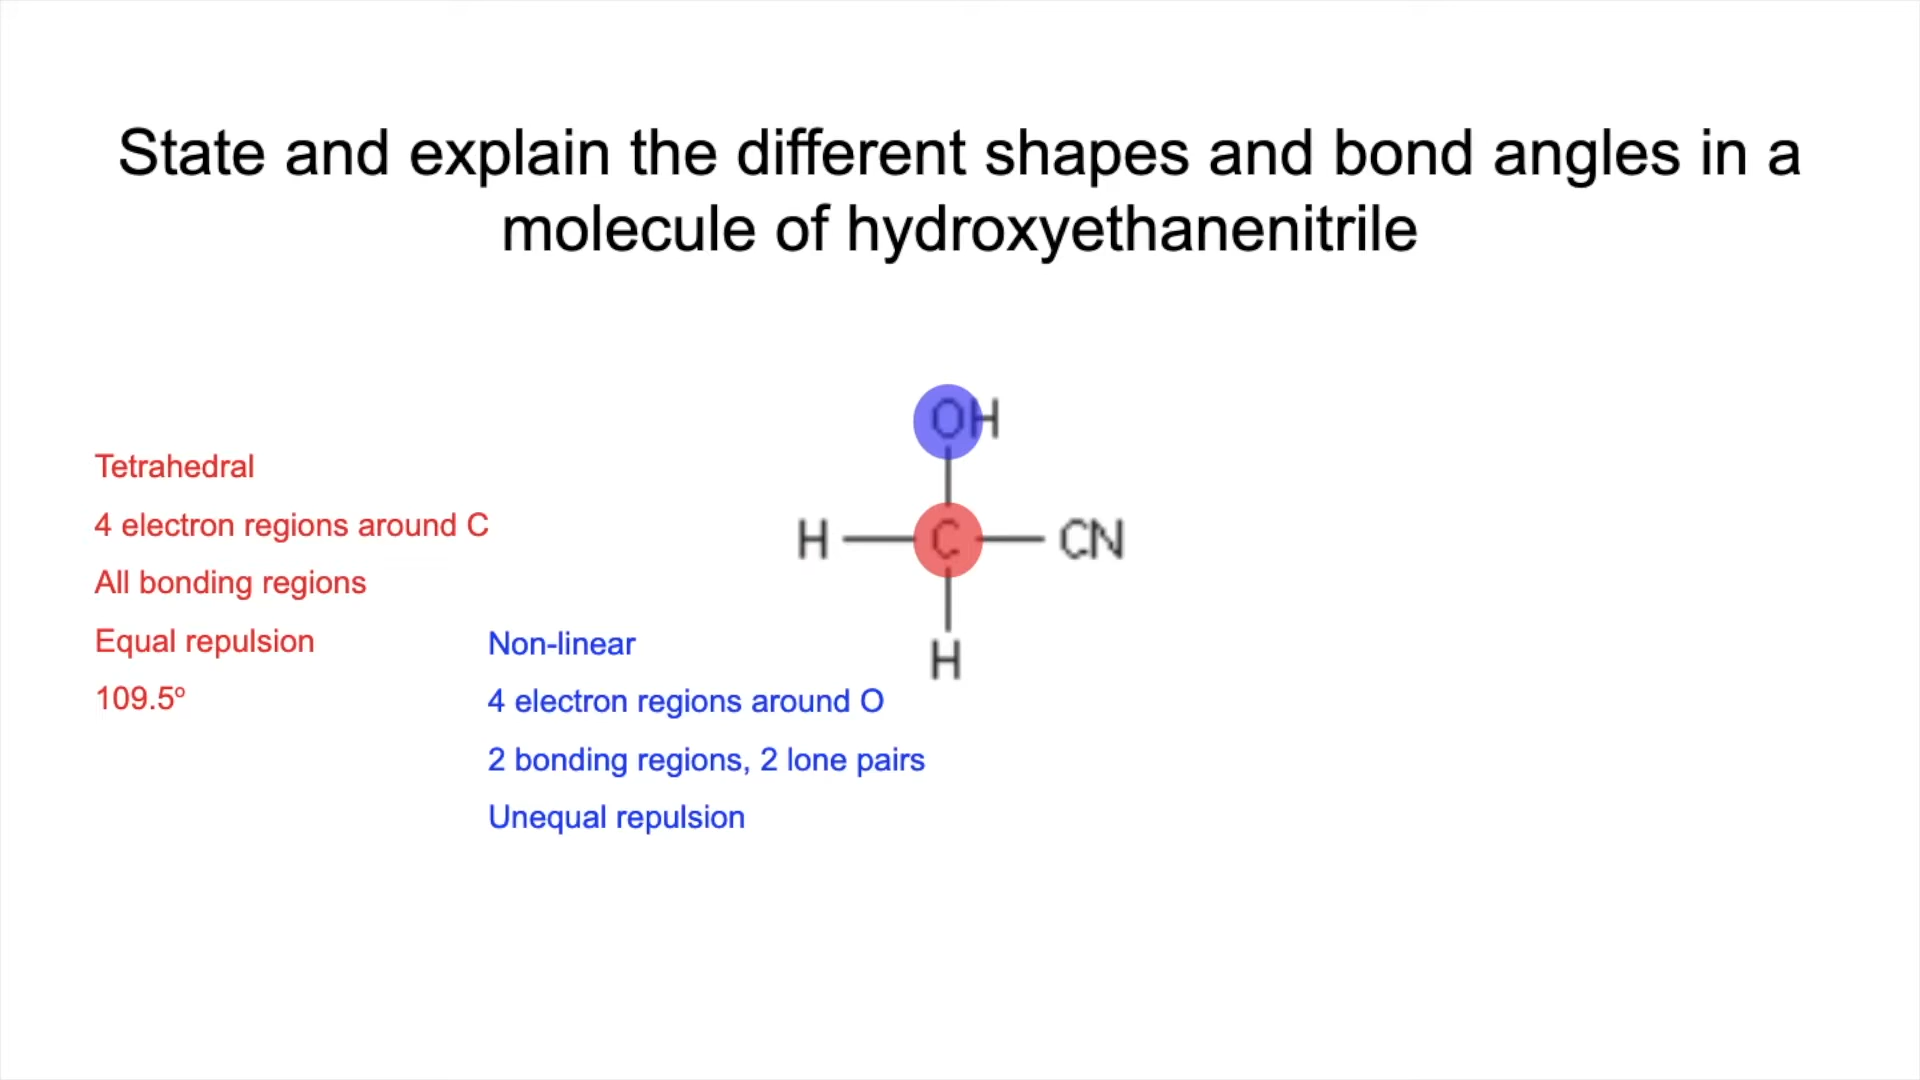 State and explain the different shapes and bond angles in a
molecule of hydroxyethanenitrile
OH
H C CN
H
Tetrahedral
4 electron regions around C
All bonding regions
Equal repulsion
109.5º
Non-linear
4 electron regions around O
2 bonding regions, 2 lone pairs
Unequal repulsion